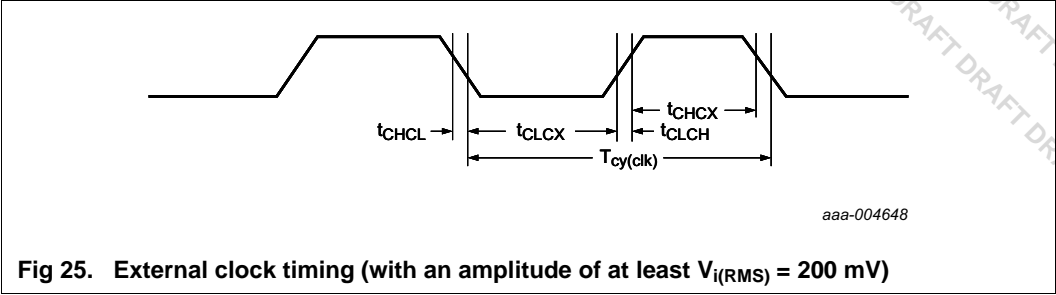 DRAFT DRAFT DR
DRAFT
tCHCX
tCHCL tCLCX tCLCH
Tcy(clk)
aaa-004648
Fig 25. External clock timing (with an amplitude of at least Vi(RMS) = 200 mV)